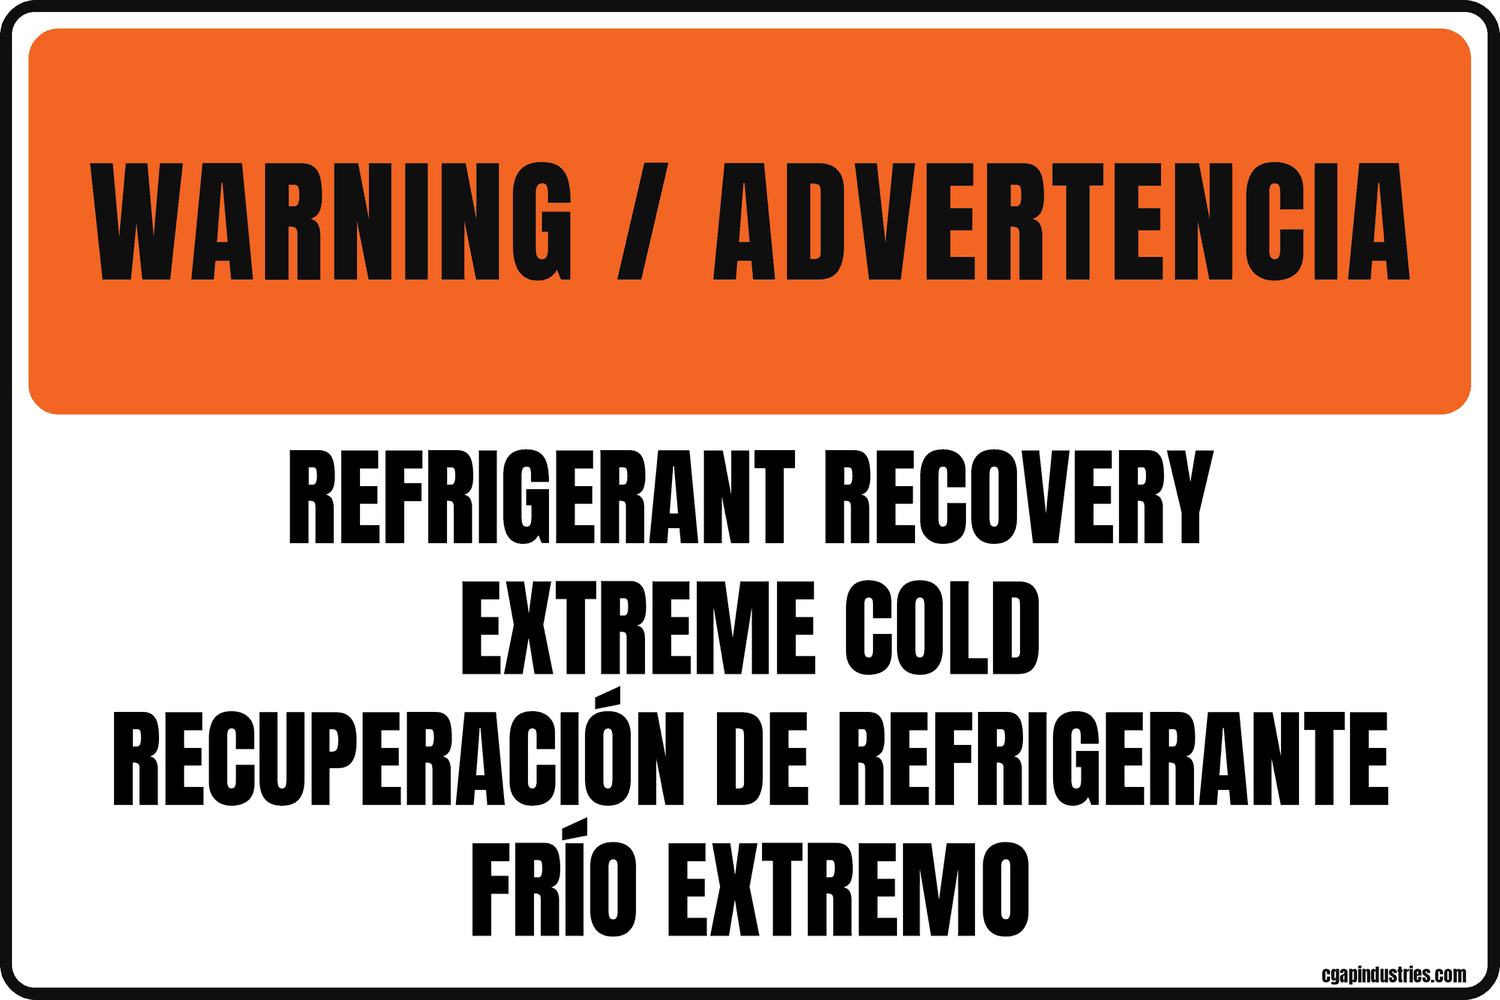 WARNING / ADVERTENCIA
REFRIGERANT RECOVERY
EXTREME COLD
RECUPERACIÓN DE REFRIGERANTE
FRÍO EXTREMO
cgapindustries.com